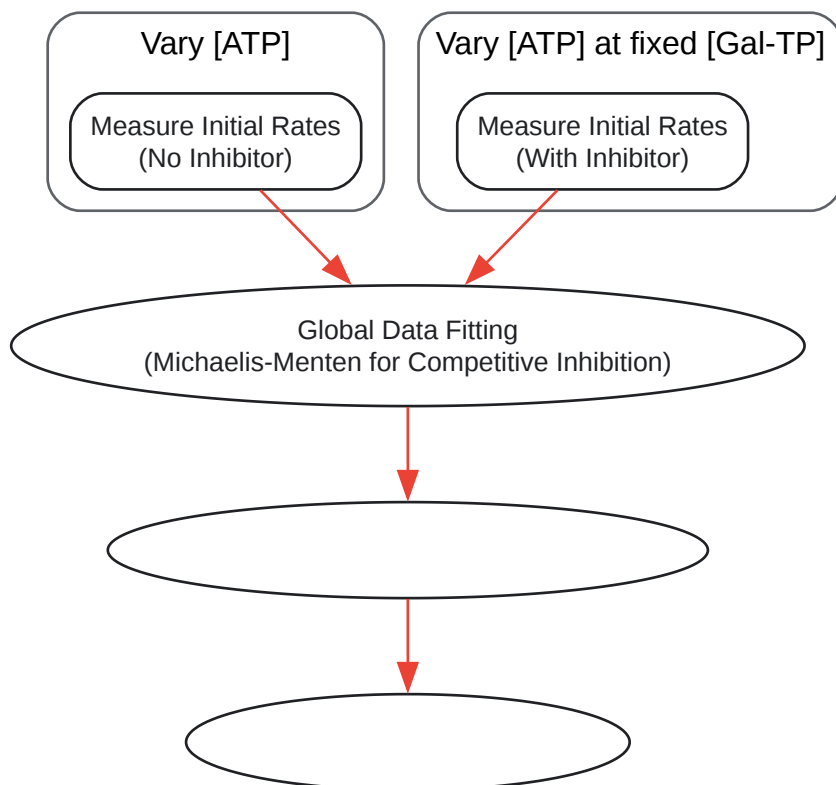 Vary [ATP]
Measure Initial Rates
(No Inhibitor)
Vary [ATP] at fixed [Gal-TP]
Measure Initial Rates
(With Inhibitor)
Global Data Fitting
(Michaelis-Menten for Competitive Inhibition)